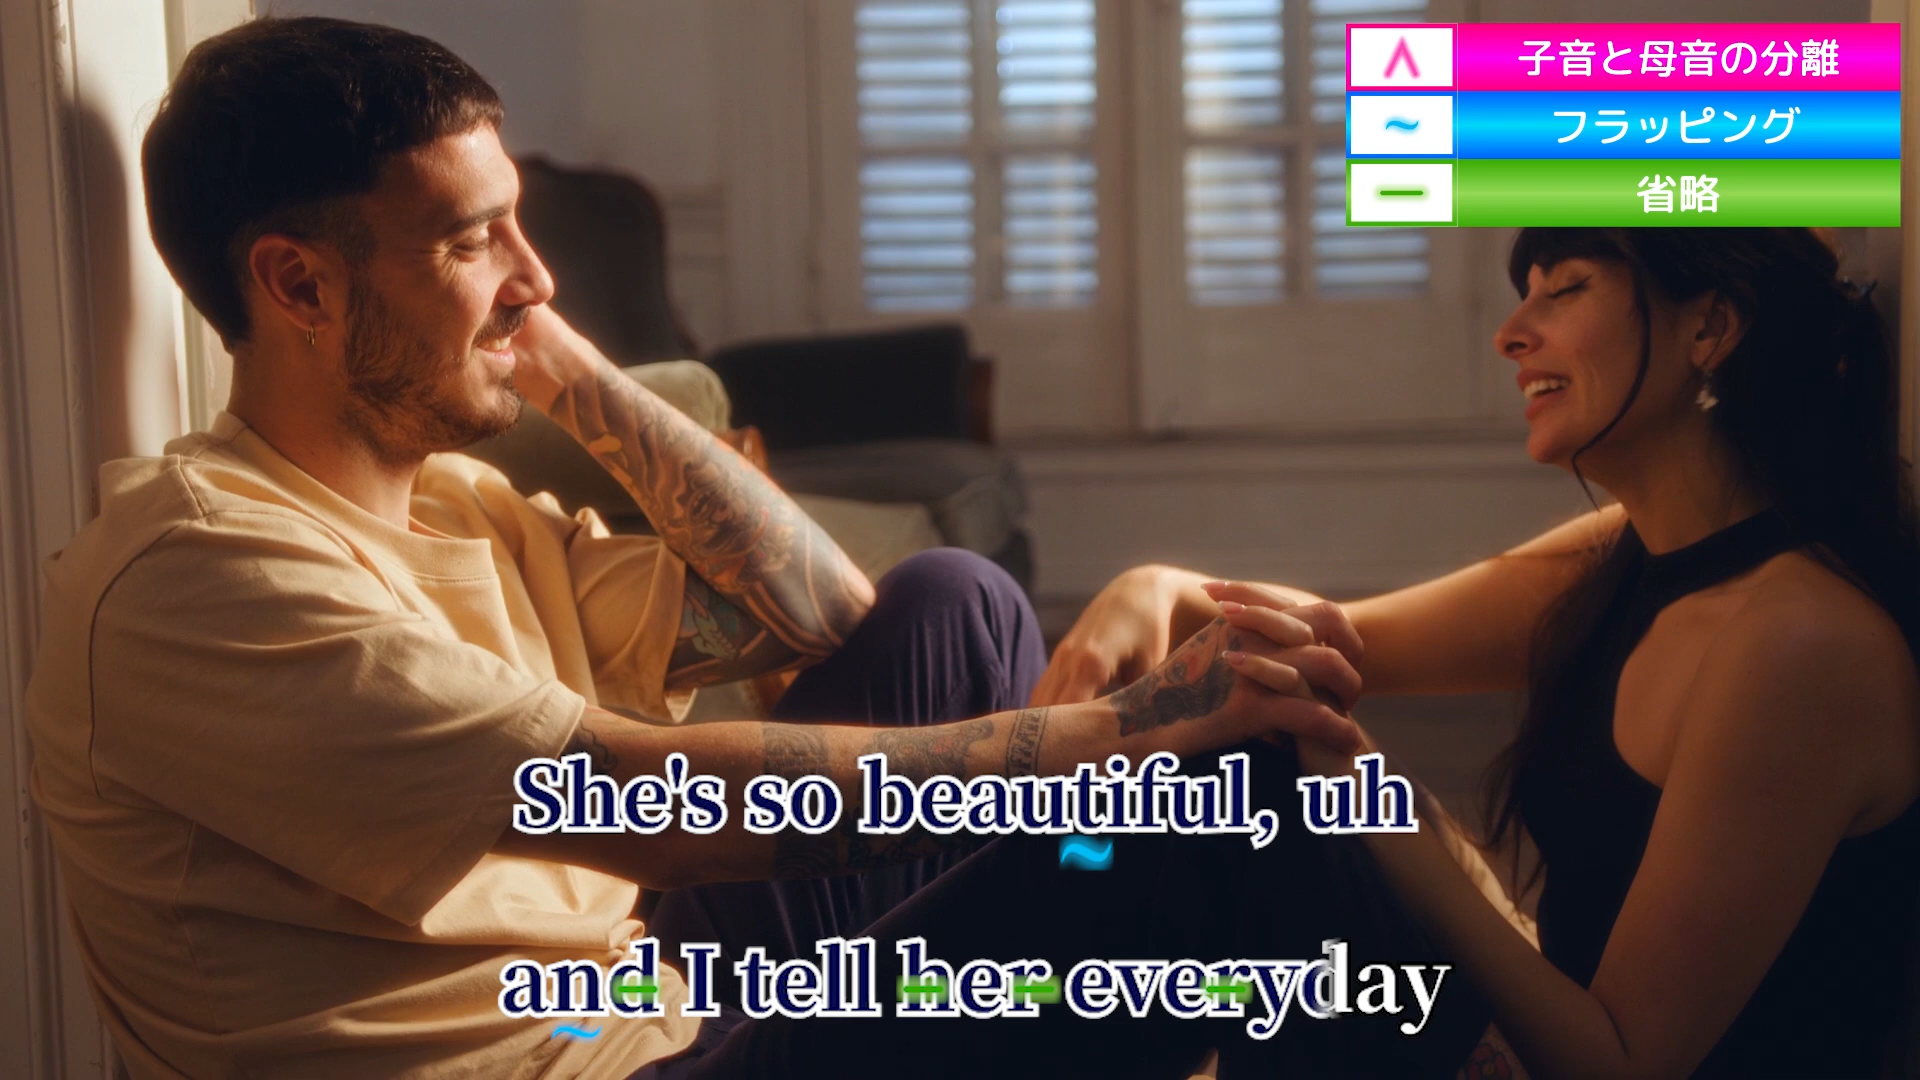 子音と母音の分離
フラッピング
省略
She's so beautiful, uh
and I tell her everyday